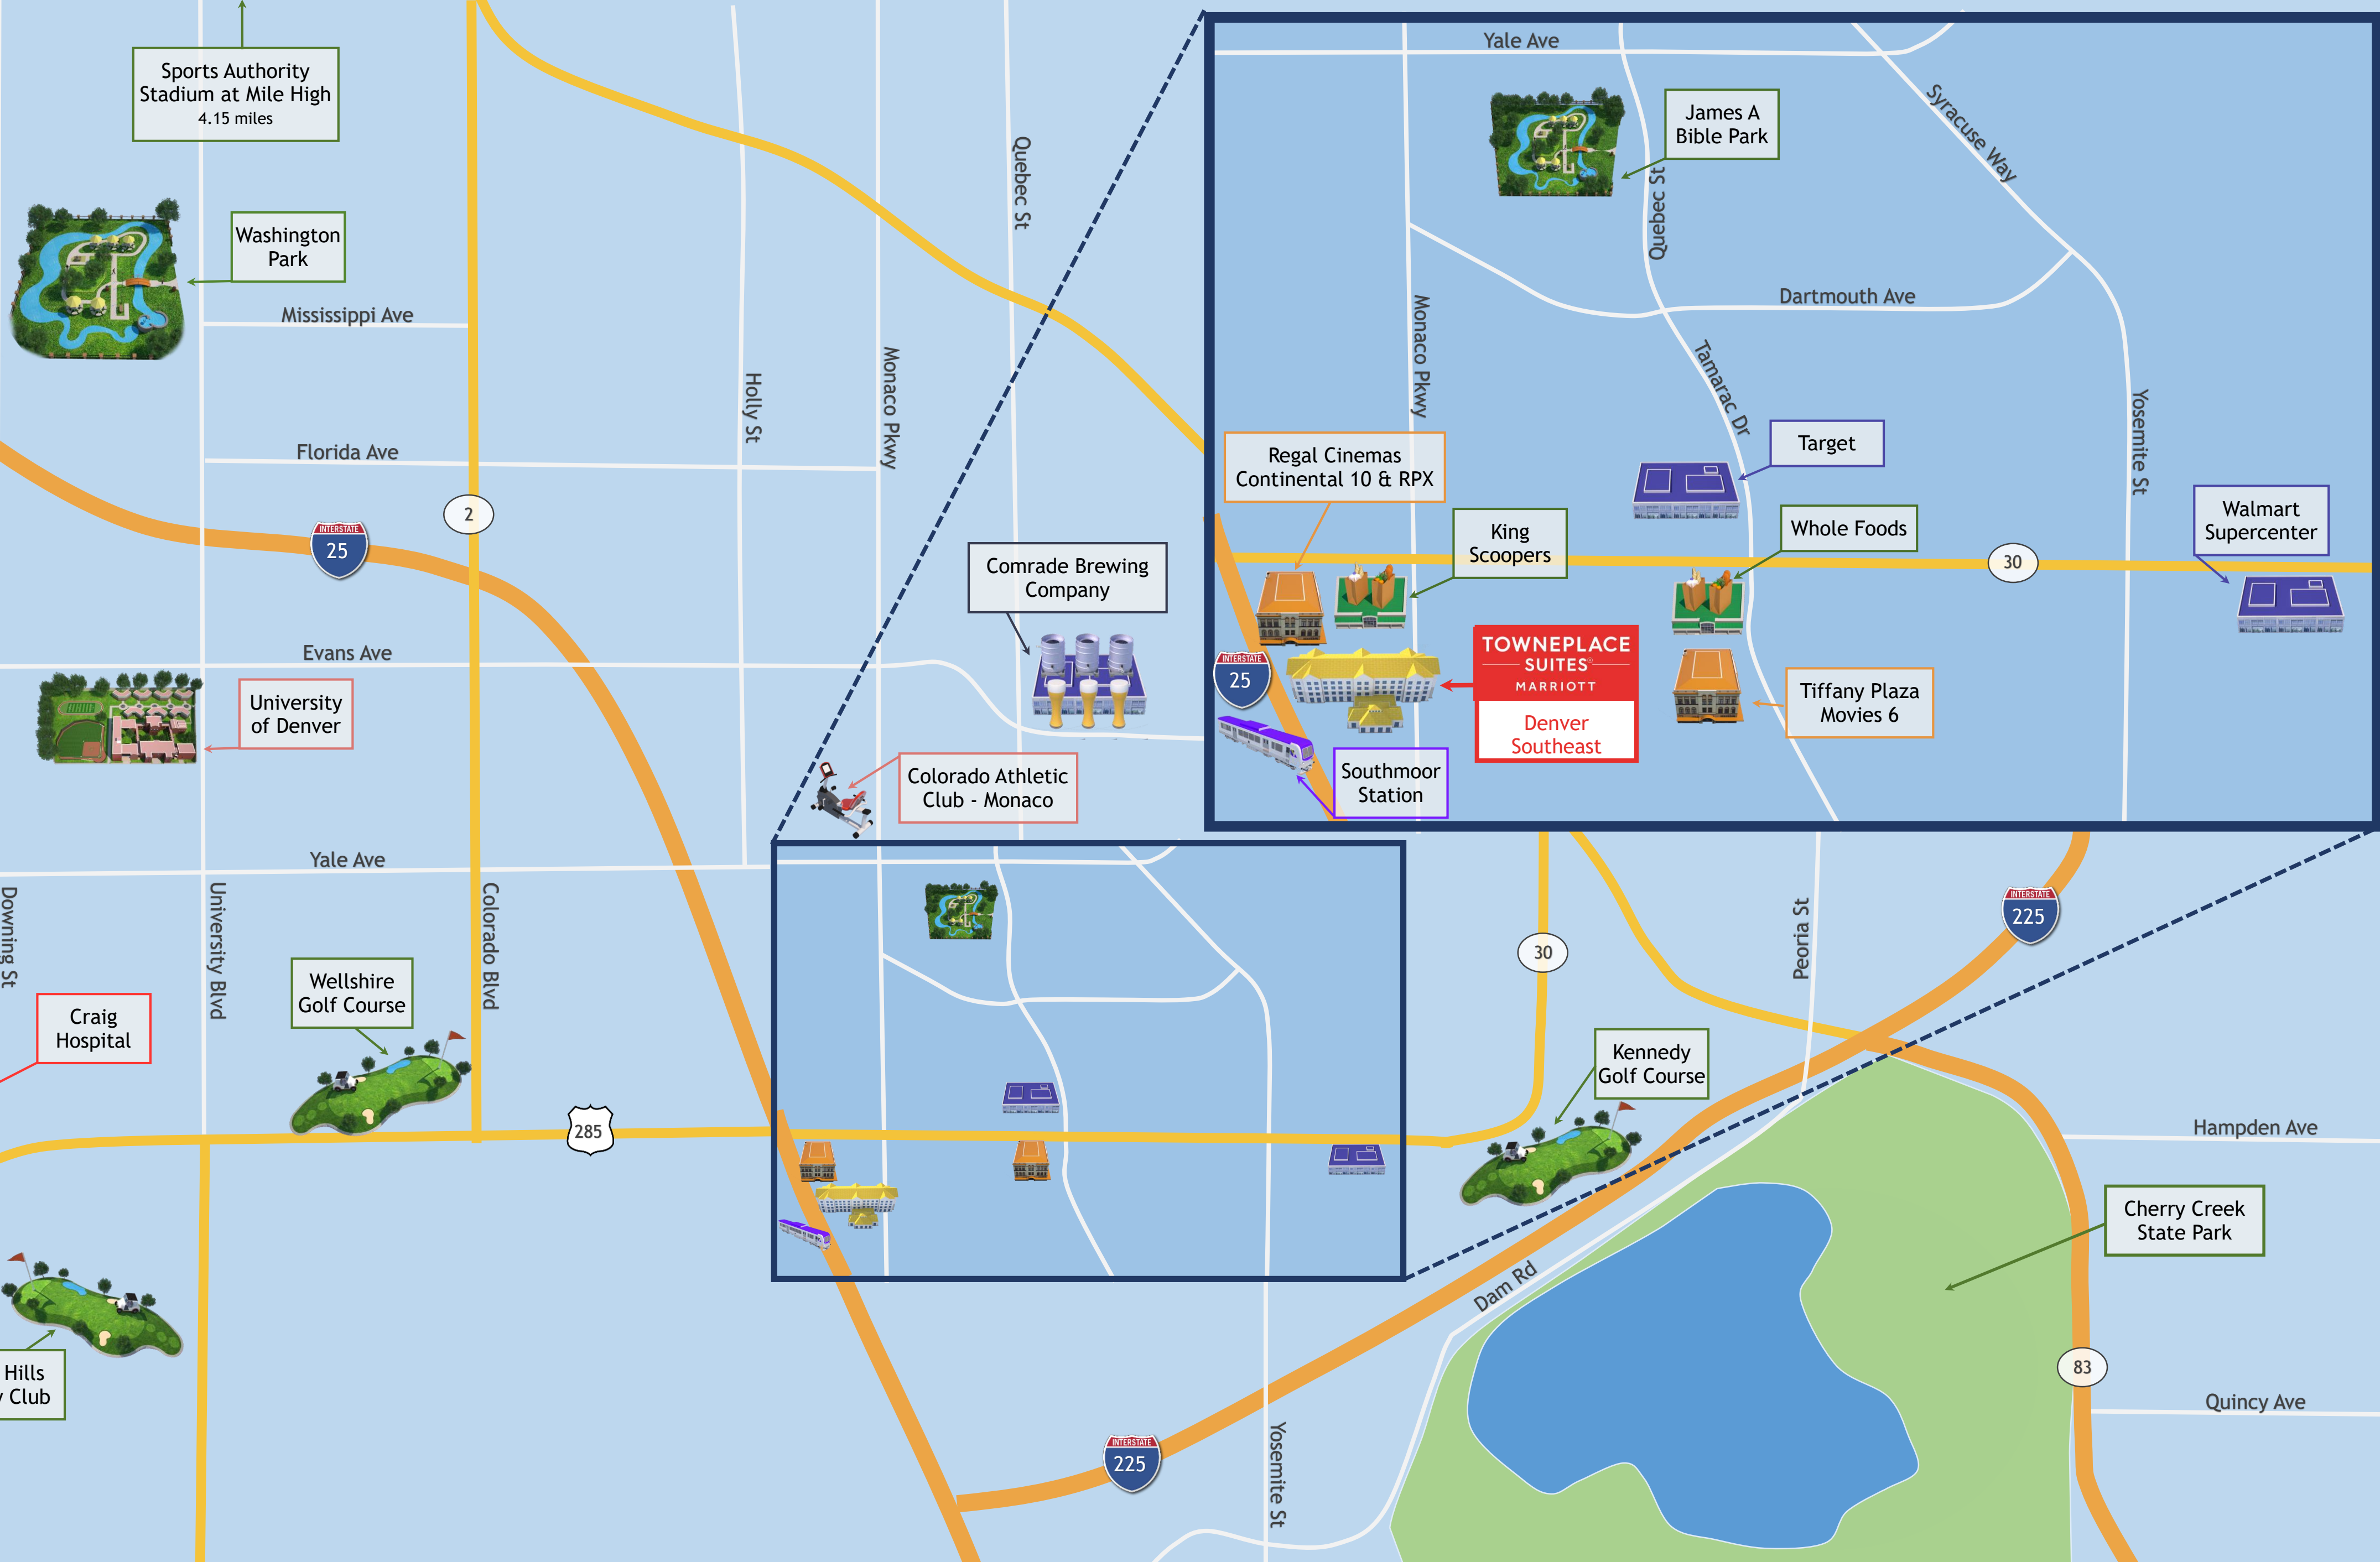 Sports Authority
Stadium at Mile High
4.15 miles
Washington
Park
Mississippi Ave
Florida Ave
INTERSTATE
25
2
Evans Ave
University
of Denver
Yale Ave
Downing St
University Blvd
Colorado Blvd
Craig
Hospital
Wellshire
Golf Course
285
Hills
Club
Holly St
Monaco Pkwy
Quebec St
Comrade Brewing
Company
Colorado Athletic
Club - Monaco
Yale Ave
James A
Bible Park
Quebec St
Syracuse Way
Dartmouth Ave
Monaco Pkwy
Tamarac Dr
Yosemite St
Regal Cinemas
Continental 10 & RPX
Target
King
Scoopers
Whole Foods
30
Walmart
Supercenter
TOWNEPLACE
SUITES®
MARRIOTT
Denver
Southeast
INTERSTATE
25
Tiffany Plaza
Movies 6
Southmoor
Station
30
Peoria St
INTERSTATE
225
Kennedy
Golf Course
Hampden Ave
Cherry Creek
State Park
Dam Rd
83
Quincy Ave
INTERSTATE
225
Yosemite St